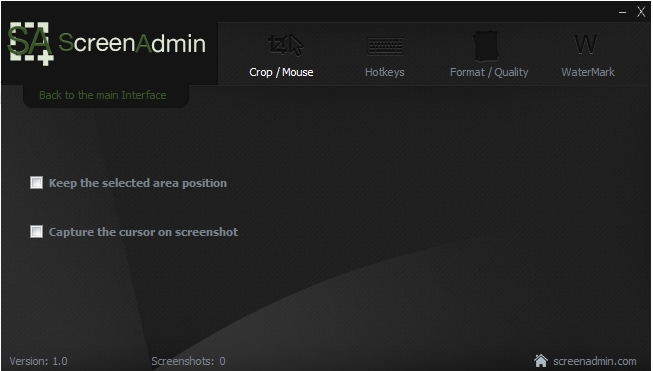 – X
SA ScreenAdmin
Crop / Mouse Hotkeys Format / Quality W WaterMark
Back to the main Interface
Keep the selected area position
Capture the cursor on screenshot
Version: 1.0 Screenshots: 0 screenadmin.com